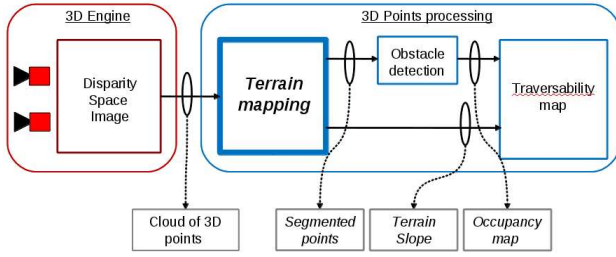 3D Engine
3D Points processing
Disparity
Space
Image
Terrain
mapping
Obstacle
detection
Traversability
map
Cloud of 3D
points
Segmented
points
Terrain
Slope
Occupancy
map